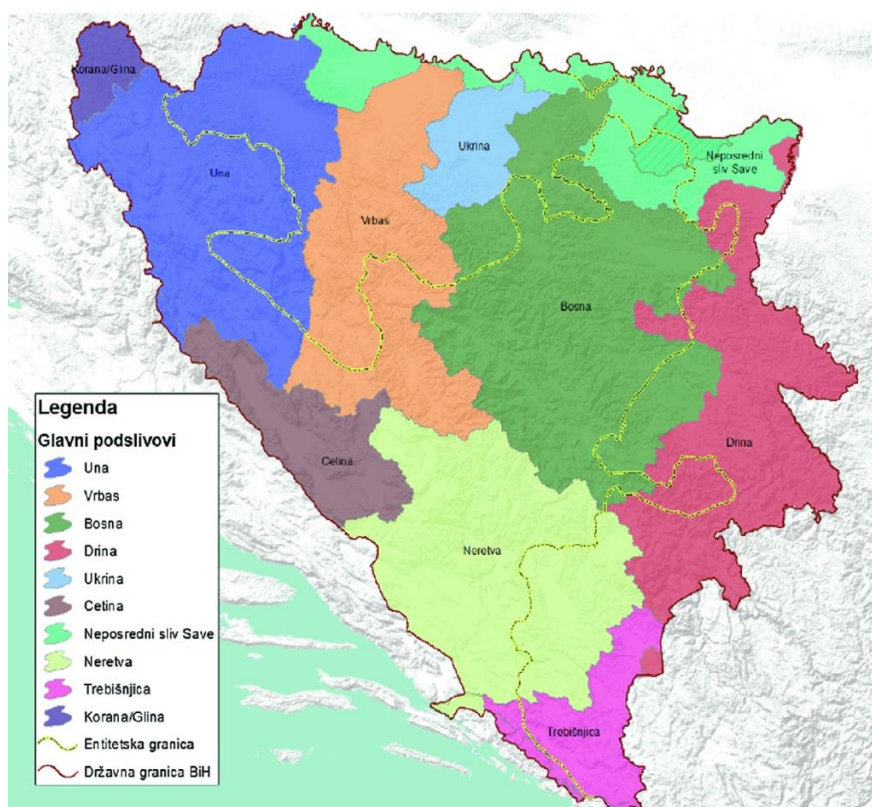 Korana/Glina
Una
Vrbas
Ukrina
Neposredni
sliv Save
Bosna
Drina
Cetina
Neretva
Trebišnjica
Legenda
Glavni podslivovi
Una
Vrbas
Bosna
Drina
Ukrina
Cetina
Neposredni sliv Save
Neretva
Trebišnjica
Korana/Glina
Entitetska granica
Državna granica BiH